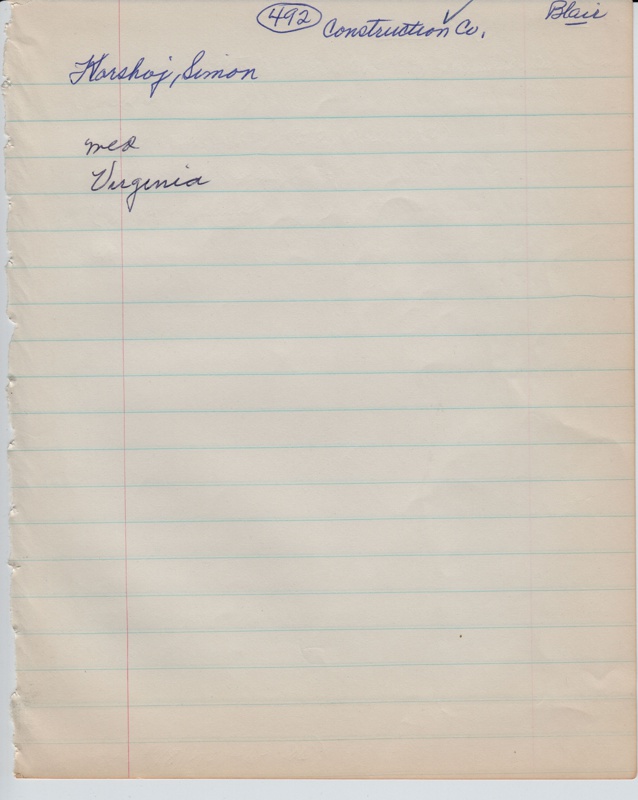 492 Construction Co. Blair
Korshoj, Simon
Virginia